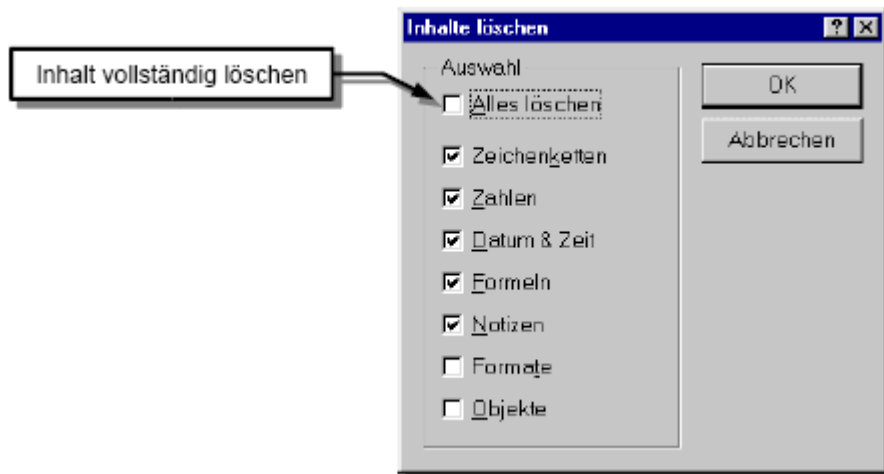 Inhalte löschen
Inhalt vollständig löschen
Auswahl
Alles löschen
Zeichenketten
Zahlen
Datum & Zeit
Formeln
Notizen
Formate
Objekte
OK
Abbrechen